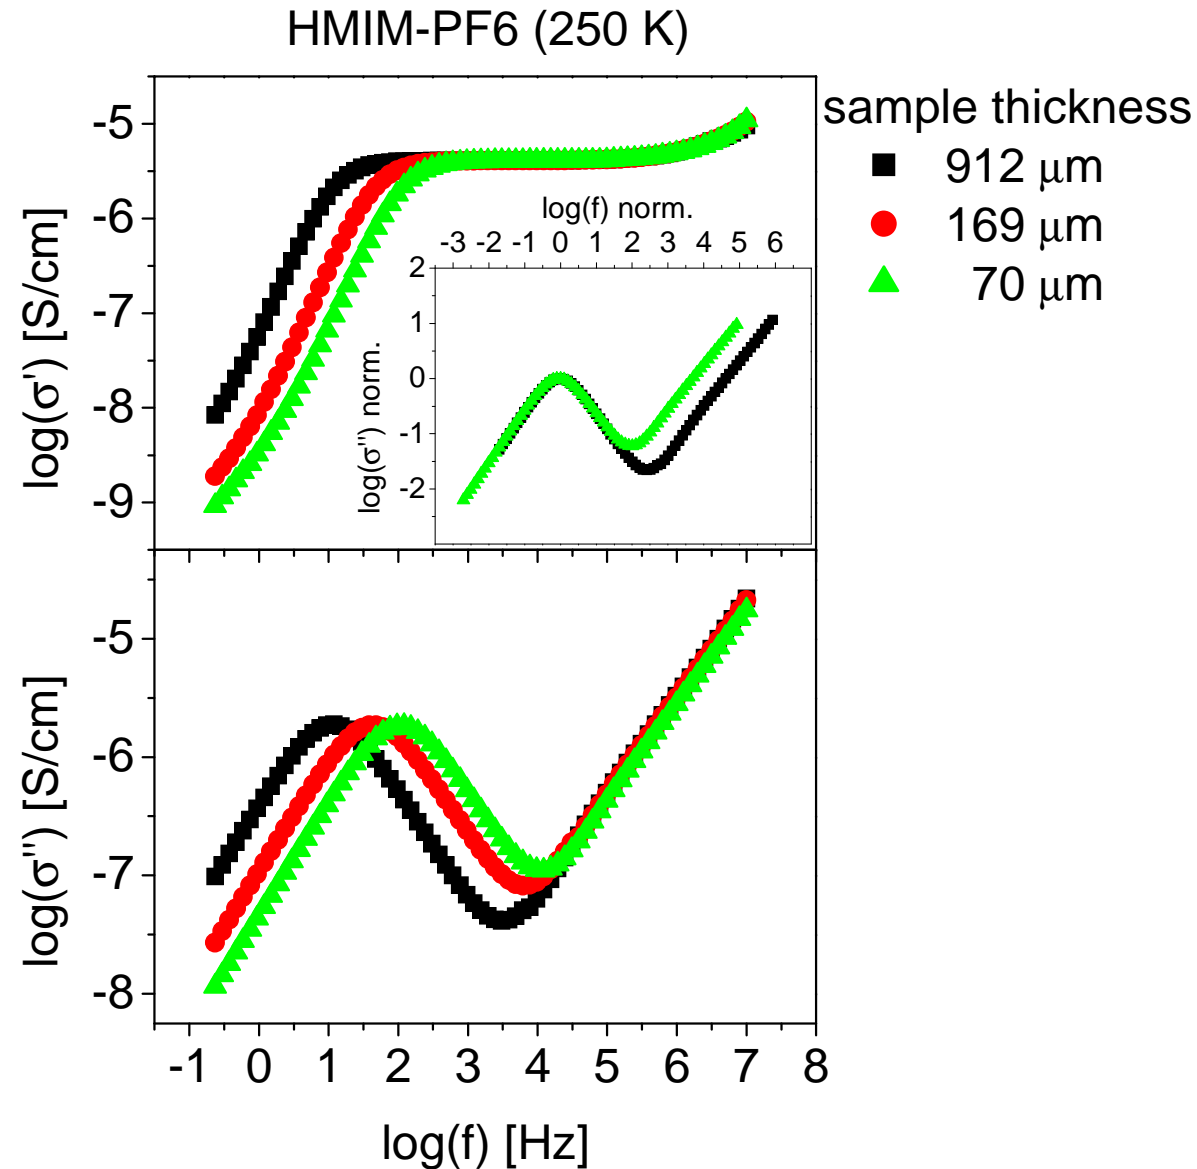 HMIM-PF6 (250 K)
sample thickness
912 μm
169 μm
70 μm
log(σ') [S/cm]
-5
-6
-7
-8
-9
log(f) norm.
-3 -2 -1 0 1 2 3 4 5 6
log(σ'') norm.
2
1
0
-1
-2
log(σ'') [S/cm]
-5
-6
-7
-8
-1 0 1 2 3 4 5 6 7 8
log(f) [Hz]